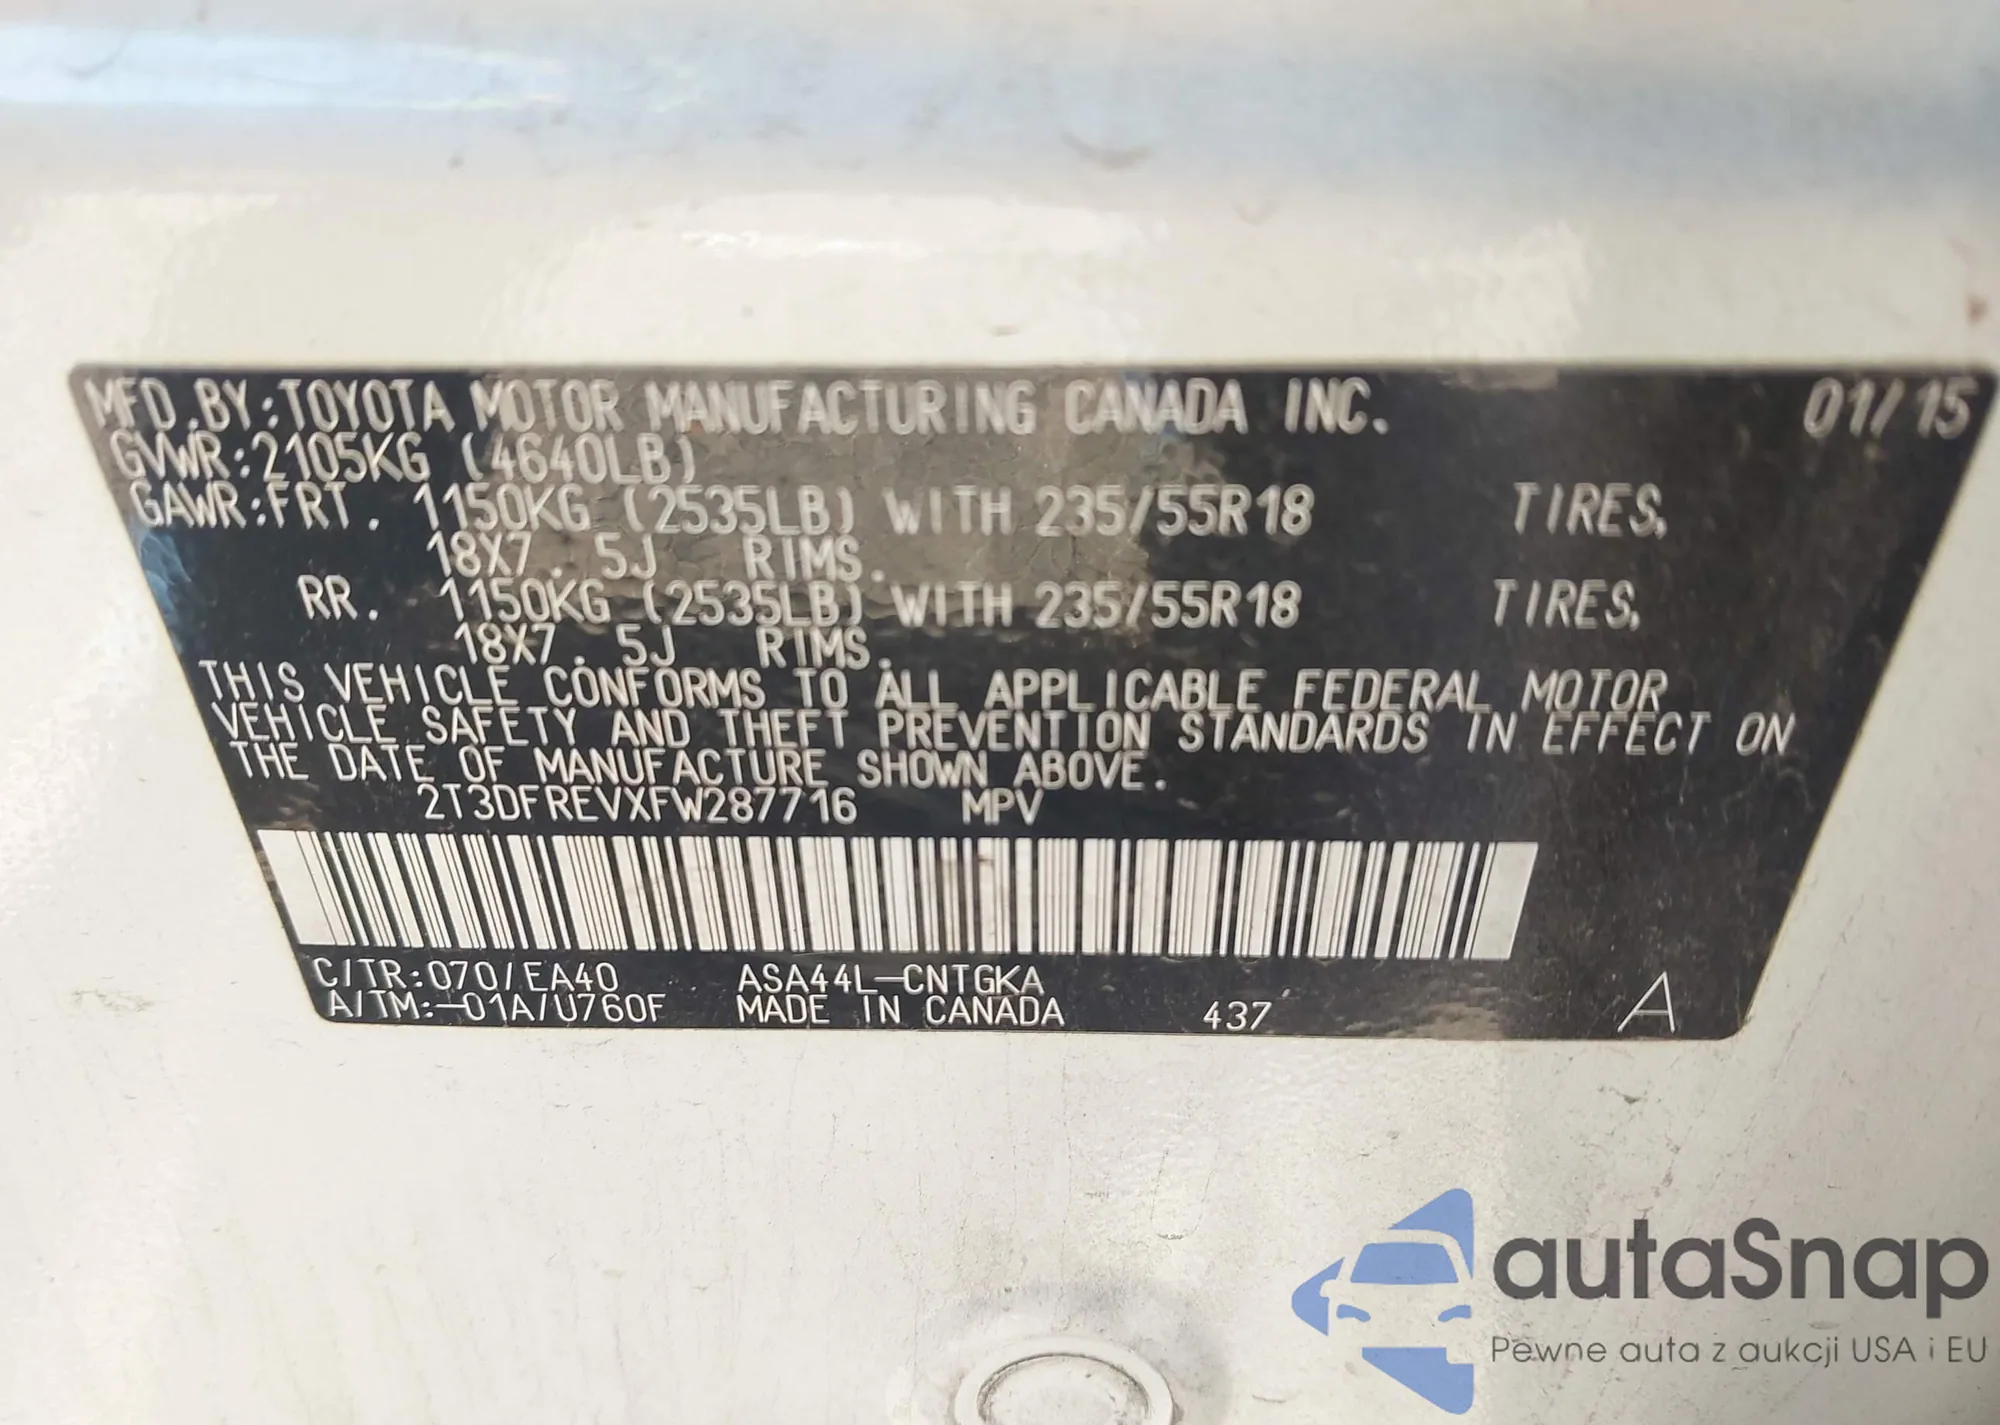 MFD.BY:TOYOTA MOTOR MANUFACTURING CANADA INC. 01/15
GVWR:2105KG (4640LB)
GAWR:FRT. 1150KG (2535LB) WITH 235/55R18 TIRES,
18X7.5J RIMS.
RR. 1150KG (2535LB) WITH 235/55R18 TIRES,
18X7.5J RIMS.
THIS VEHICLE CONFORMS TO ALL APPLICABLE FEDERAL MOTOR
VEHICLE SAFETY AND THEFT PREVENTION STANDARDS IN EFFECT ON
THE DATE OF MANUFACTURE SHOWN ABOVE.
2T3DFREVXFW287716 MPV
C/TR:070/EA40 ASA44L-CNTGKA
A/TM:-01A/U760F MADE IN CANADA 437 A
autaSnap
Pewne auta z aukcji USA i EU